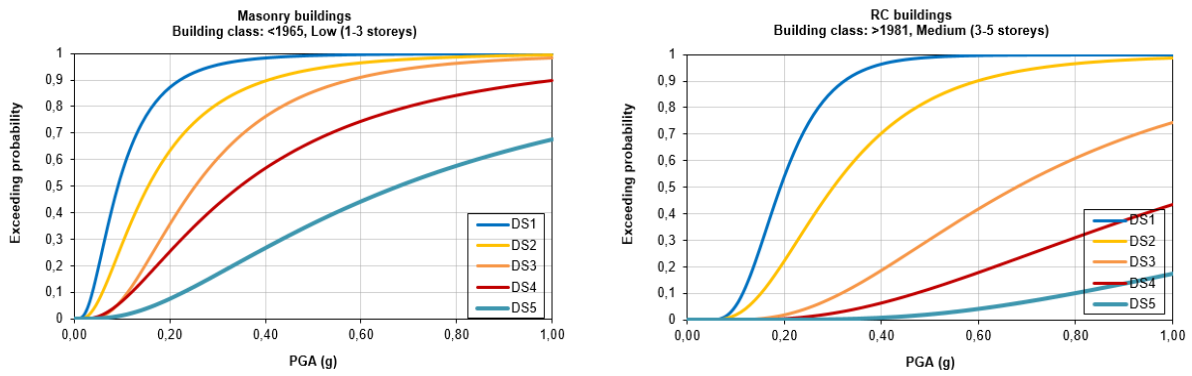 Masonry buildings
Building class: <1965, Low (1-3 storeys)
Exceeding probability
1
0,9
0,8
0,7
0,6
0,5
0,4
0,3
0,2
0,1
0
0,00
0,20
0,40
0,60
0,80
1,00
PGA (g)
DS1
DS2
DS3
DS4
DS5
RC buildings
Building class: >1981, Medium (3-5 storeys)
Exceeding probability
1
0,9
0,8
0,7
0,6
0,5
0,4
0,3
0,2
0,1
0
0,00
0,20
0,40
0,60
0,80
1,00
PGA (g)
DS1
DS2
DS3
DS4
DS5